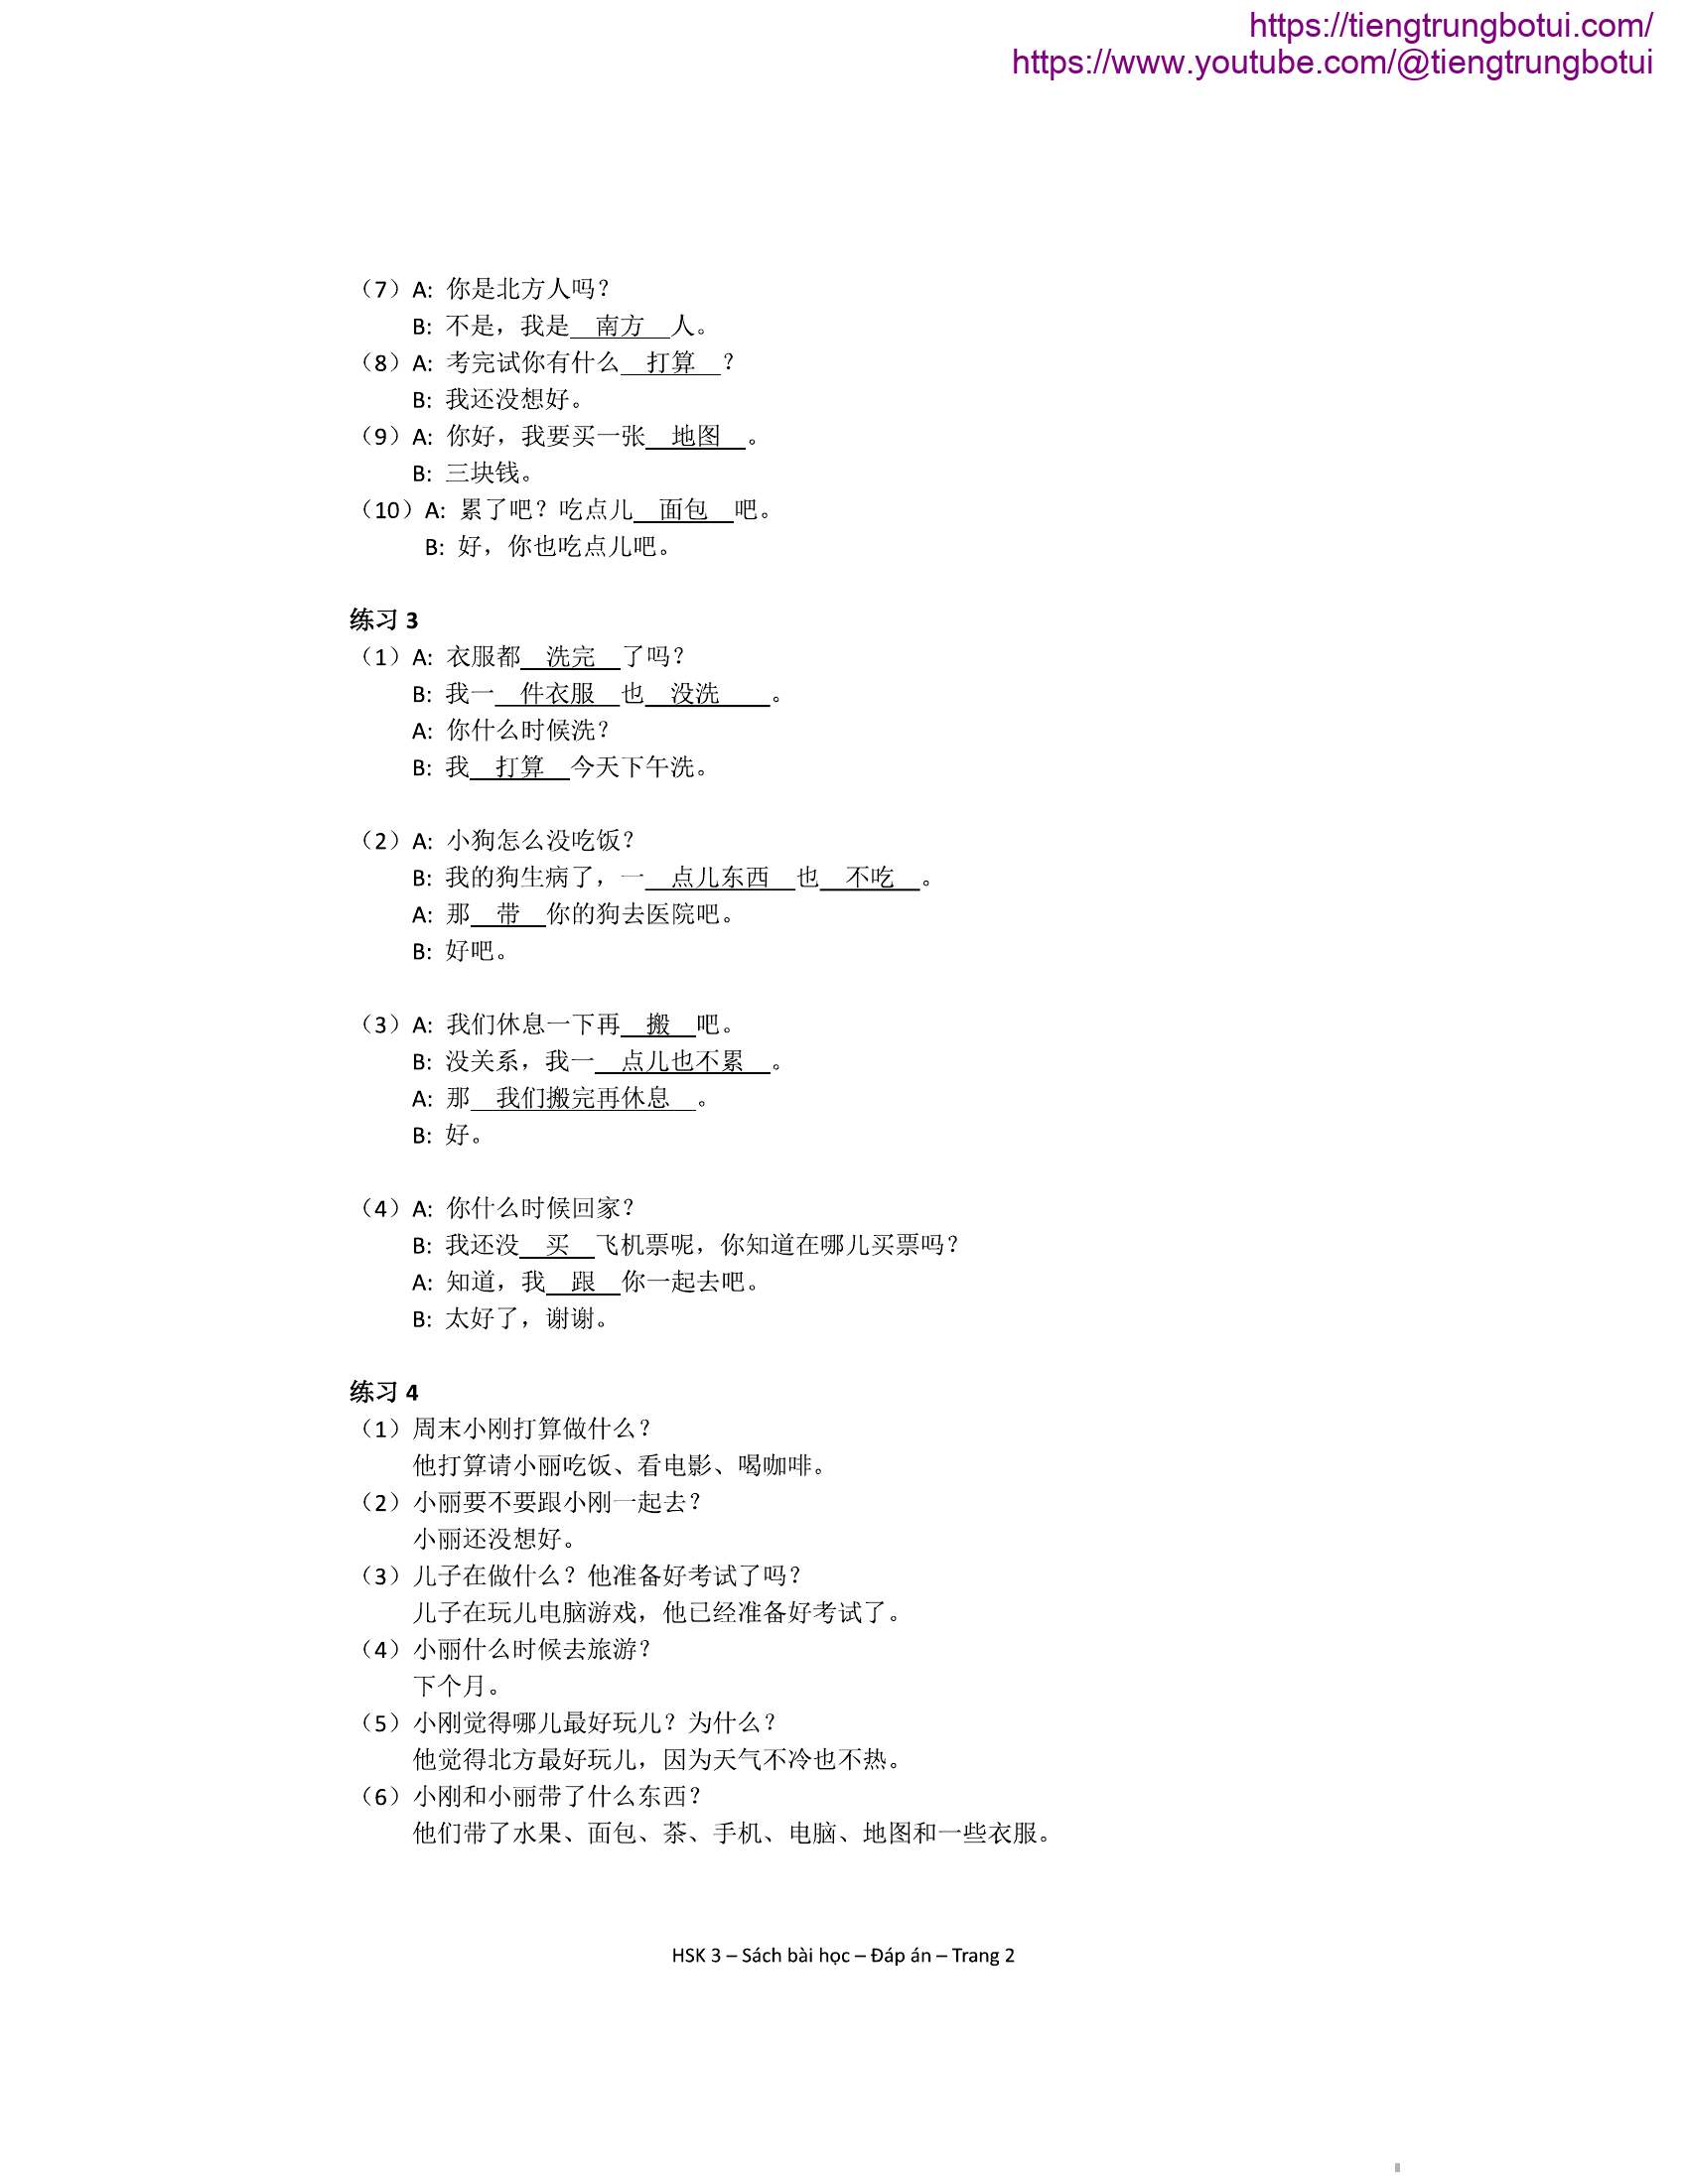 https://tiengtrungbotui.com/
https://www.youtube.com/@tiengtrungbotui
（7）A: 你是北方人吗？
B: 不是，我是__南方__人。
（8）A: 考完试你有什么__打算__？
B: 我还没想好。
（9）A: 你好，我要买一张__地图__。
B: 三块钱。
（10）A: 累了吧？吃点儿__面包__吧。
B: 好，你也吃点儿吧。
练习 3
（1）A: 衣服都__洗完__了吗？
B: 我一__件衣服__也__没洗____。
A: 你什么时候洗？
B: 我__打算__今天下午洗。
（2）A: 小狗怎么没吃饭？
B: 我的狗生病了，一__点儿东西__也__不吃__。
A: 那__带__你的狗去医院吧。
B: 好吧。
（3）A: 我们休息一下再__搬__吧。
B: 没关系，我一__点儿也不累__。
A: 那__我们搬完再休息__。
B: 好。
（4）A: 你什么时候回家？
B: 我还没__买__飞机票呢，你知道在哪儿买票吗？
A: 知道，我__跟__你一起去吧。
B: 太好了，谢谢。
练习 4
（1）周末小刚打算做什么？
他打算请小丽吃饭、看电影、喝咖啡。
（2）小丽要不要跟小刚一起去？
小丽还没想好。
（3）儿子在做什么？他准备好考试了吗？
儿子在玩儿电脑游戏，他已经准备好考试了。
（4）小丽什么时候去旅游？
下个月。
（5）小刚觉得哪儿最好玩儿？为什么？
他觉得北方最好玩儿，因为天气不冷也不热。
（6）小刚和小丽带了什么东西？
他们带了水果、面包、茶、手机、电脑、地图和一些衣服。
HSK 3 – Sách bài học – Đáp án – Trang 2